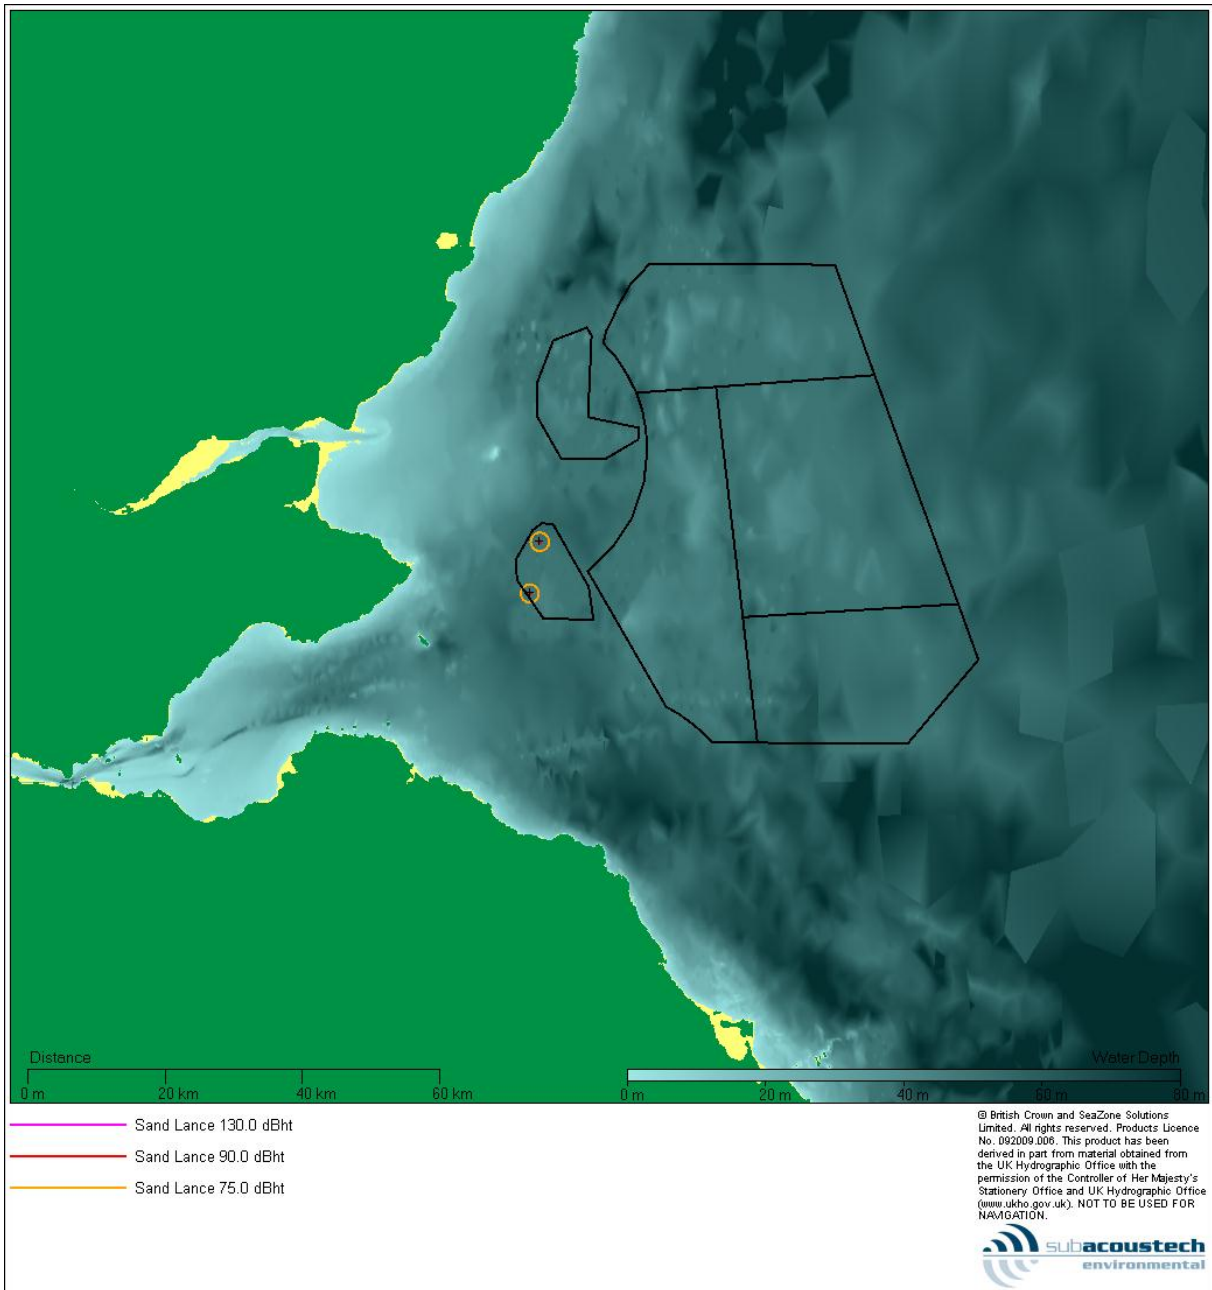 Distance
Water Depth
0 m 20 km 40 km 60 km
0 m 20 m 40 m 60 m 80 m
Sand Lance 130.0 dBht
Sand Lance 90.0 dBht
Sand Lance 75.0 dBht
© British Crown and SeaZone Solutions
Limited. All rights reserved. Products Licence
No. 092009.006. This product has been
derived in part from material obtained from
the UK Hydrographic Office with the
permission of the Controller of Her Majesty's
Stationery Office and UK Hydrographic Office
(www.ukho.gov.uk). NOT TO BE USED FOR
NAVIGATION.
subacoustech
environmental